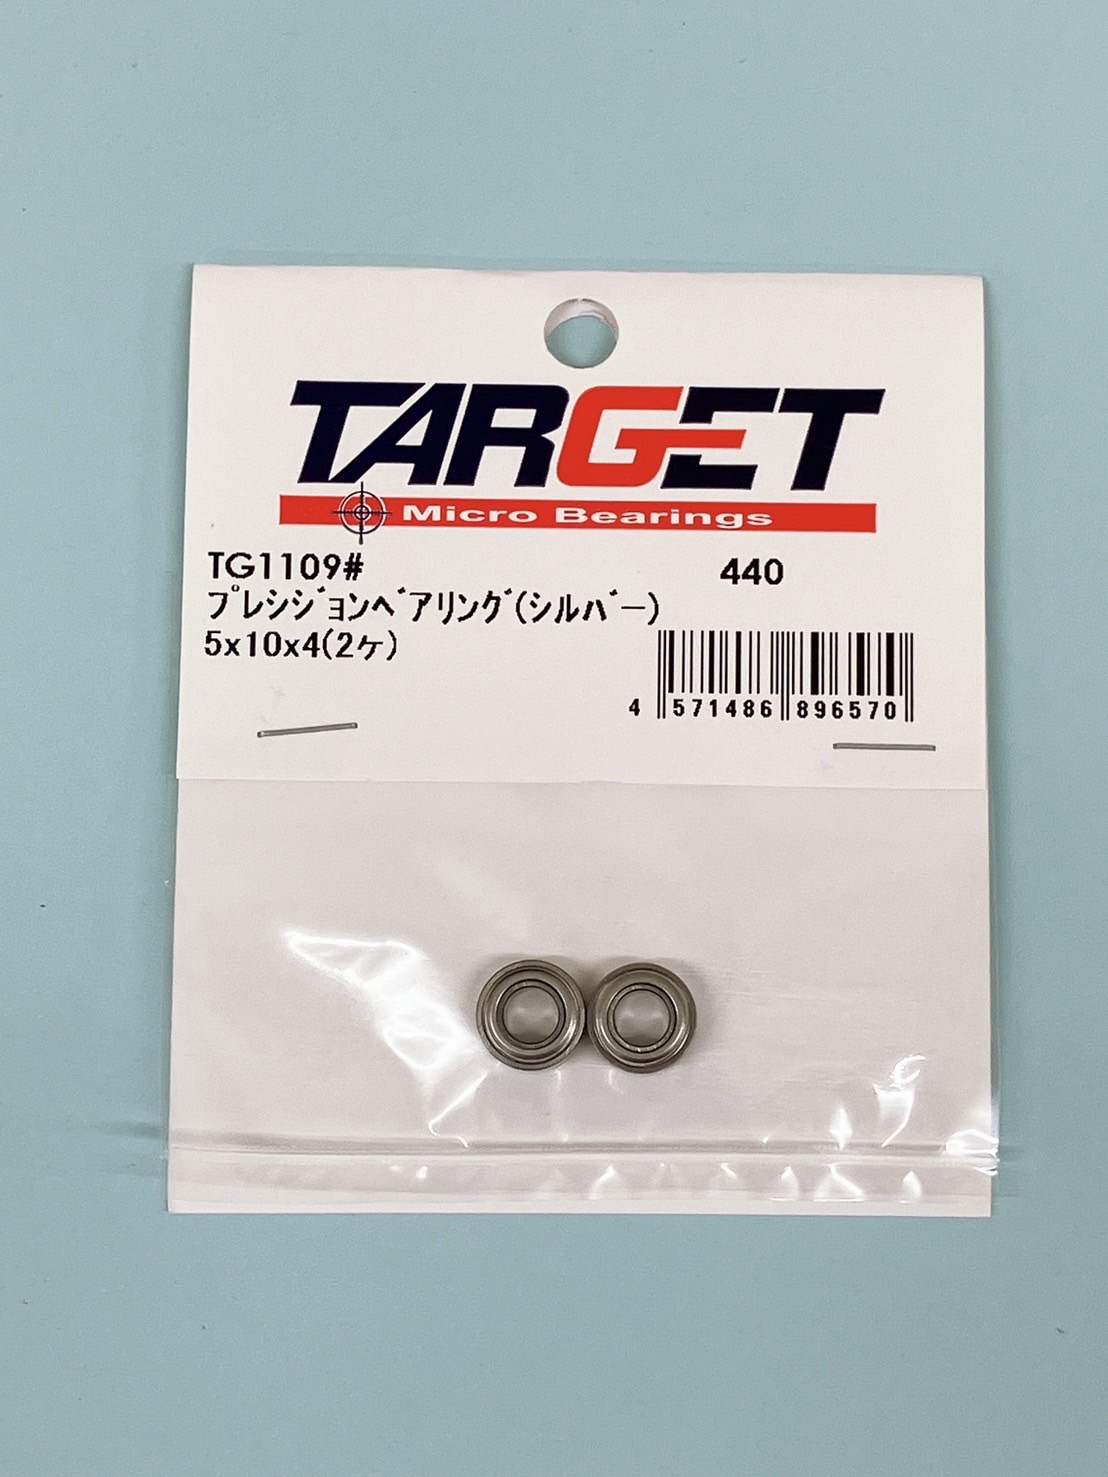 TARGET
Micro Bearings
TG1109# 440
ﾌﾟﾚｼｼﾞｮﾝﾍﾞｱﾘﾝｸﾞ(ｼﾙﾊﾞｰ)
5x10x4(2ヶ)
4 571486 896570